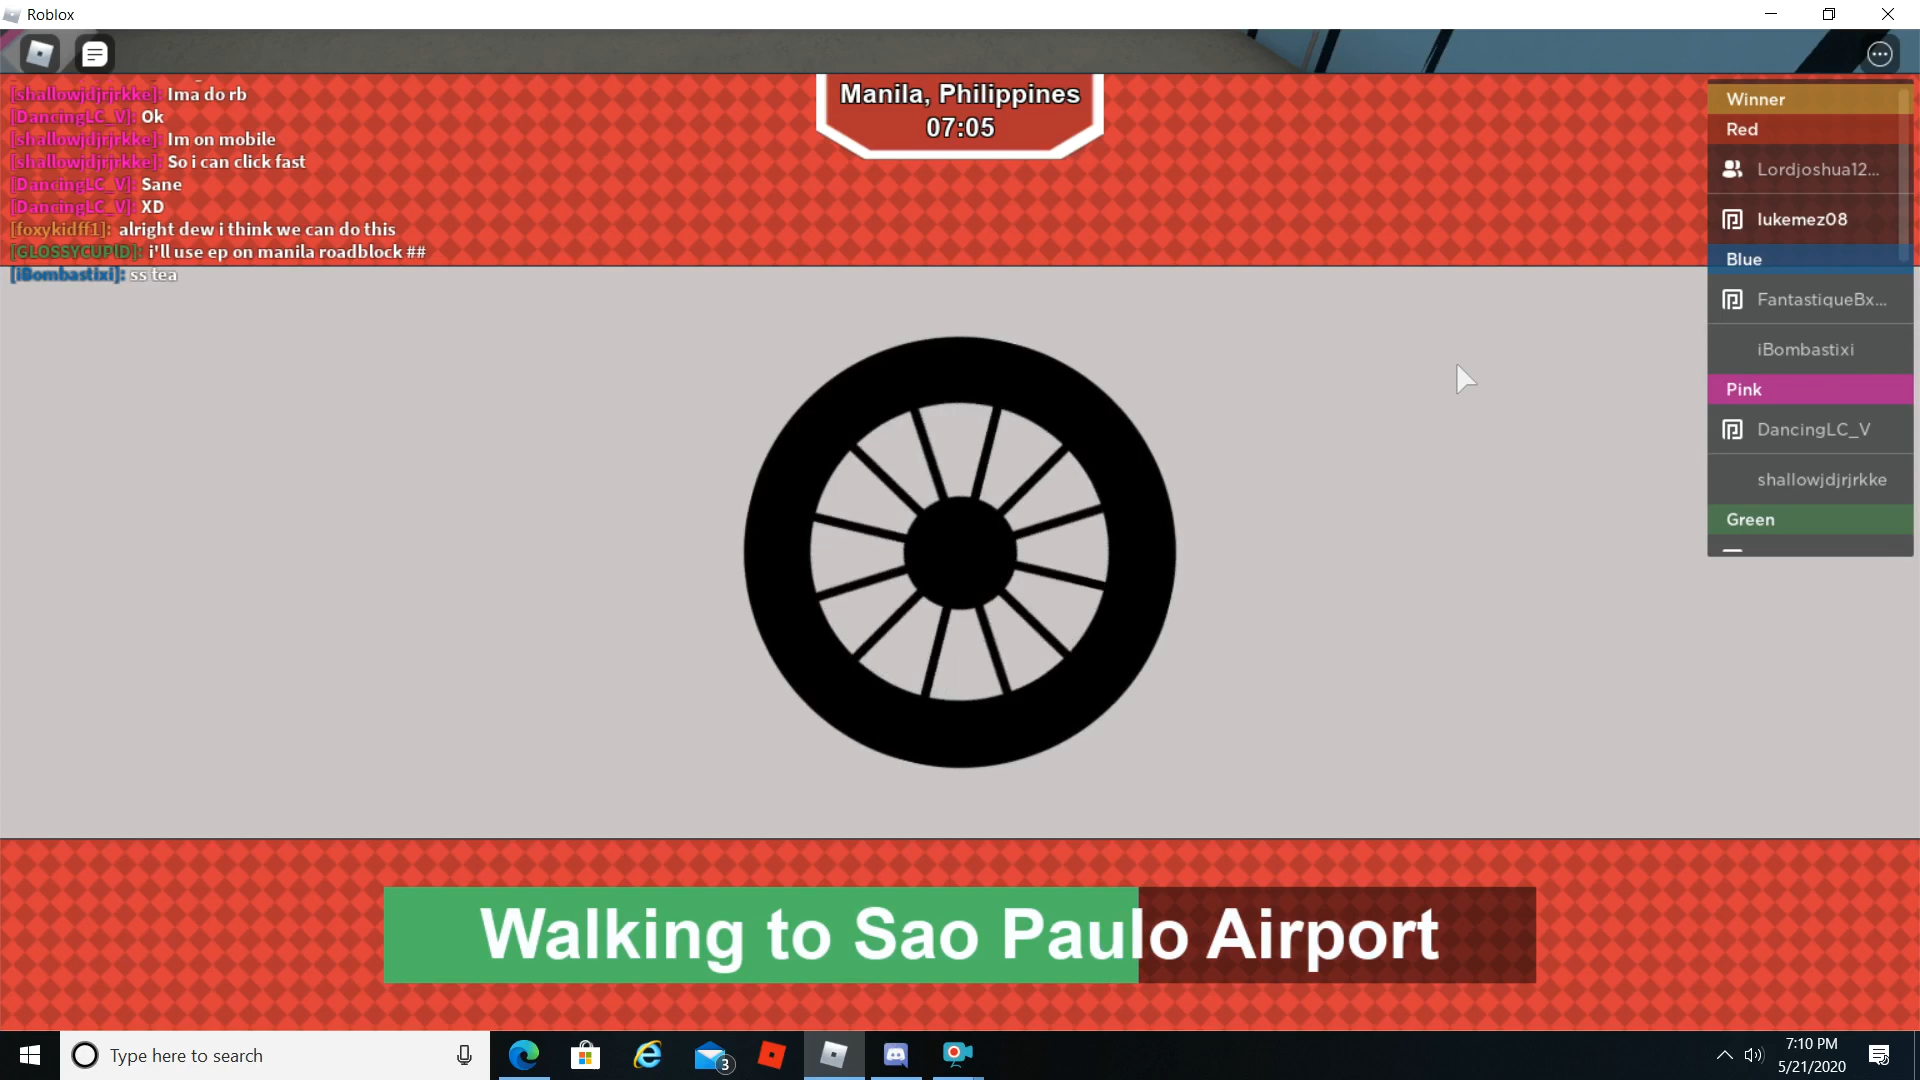 Roblox
[shallowjdjrjrkke]: Ima do rb
[DancingLC_V]: Ok
[shallowjdjrjrkke]: Im on mobile
[shallowjdjrjrkke]: So i can click fast
[DancingLC_V]: Sane
[DancingLC_V]: XD
[foxykidff1]: alright dew i think we can do this
[GLOSSYCUPID]: i'll use ep on manila roadblock ##
[iBombastixi]: ss tea
Manila, Philippines
07:05
Winner
Red
Lordjoshua12...
lukemez08
Blue
FantastiqueBx...
iBombastixi
Pink
DancingLC_V
shallowjdjrjrkke
Green
Walking to Sao Paulo Airport
Type here to search
3
7:10 PM
5/21/2020